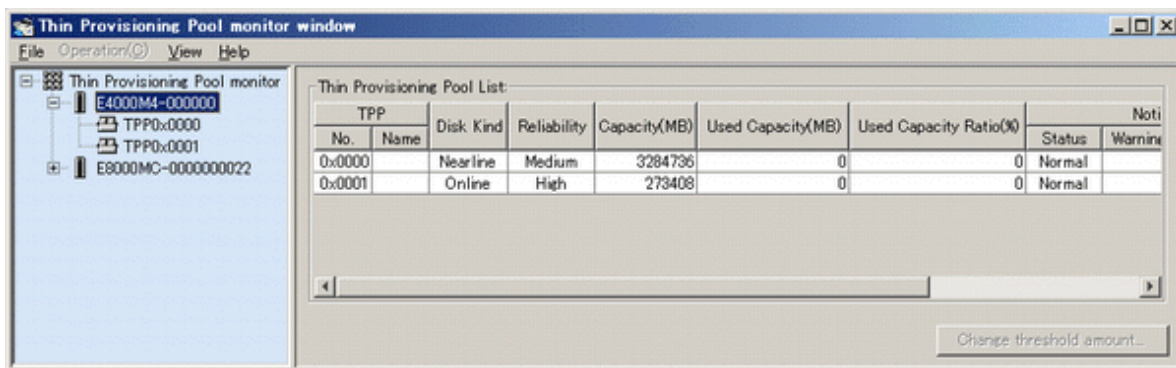 Thin Provisioning Pool monitor window
File Operation(O) View Help
Thin Provisioning Pool monitor
E4000M4-000000
TPP0x0000
TPP0x0001
E8000MC-0000000022
Thin Provisioning Pool List
TPP Disk Kind Reliability Capacity(MB) Used Capacity(MB) Used Capacity Ratio(%) Noti
No. Name Status Warning
0x0000 Nearline Medium 3284736 0 0 Normal
0x0001 Online High 273408 0 0 Normal
Change threshold amount...